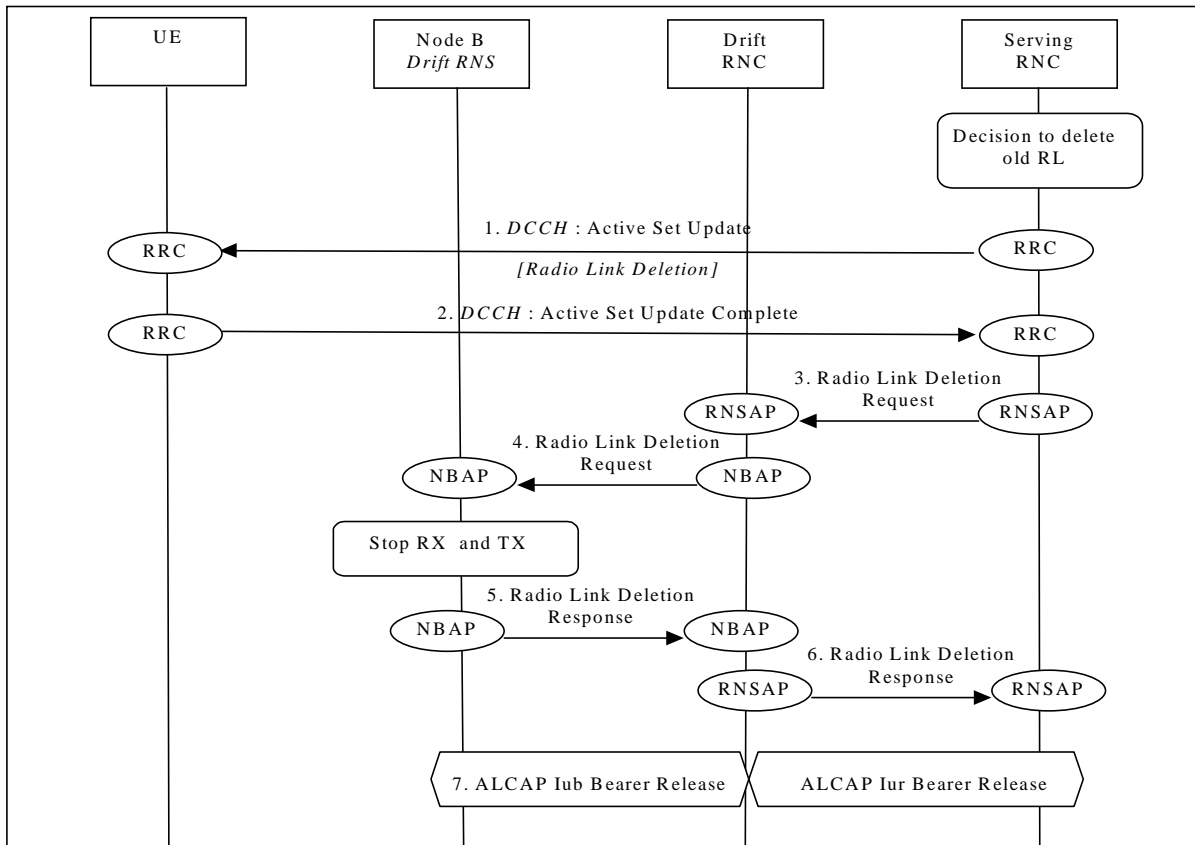 UE
Node B
Drift RNS
Drift
RNC
Serving
RNC
Decision to delete
old RL
1. DCCH : Active Set Update
RRC
RRC
[Radio Link Deletion]
2. DCCH : Active Set Update Complete
RRC
RRC
3. Radio Link Deletion
Request
RNSAP
RNSAP
4. Radio Link Deletion
Request
NBAP
NBAP
Stop RX and TX
5. Radio Link Deletion
Response
NBAP
NBAP
6. Radio Link Deletion
Response
RNSAP
RNSAP
7. ALCAP Iub Bearer Release
ALCAP Iur Bearer Release